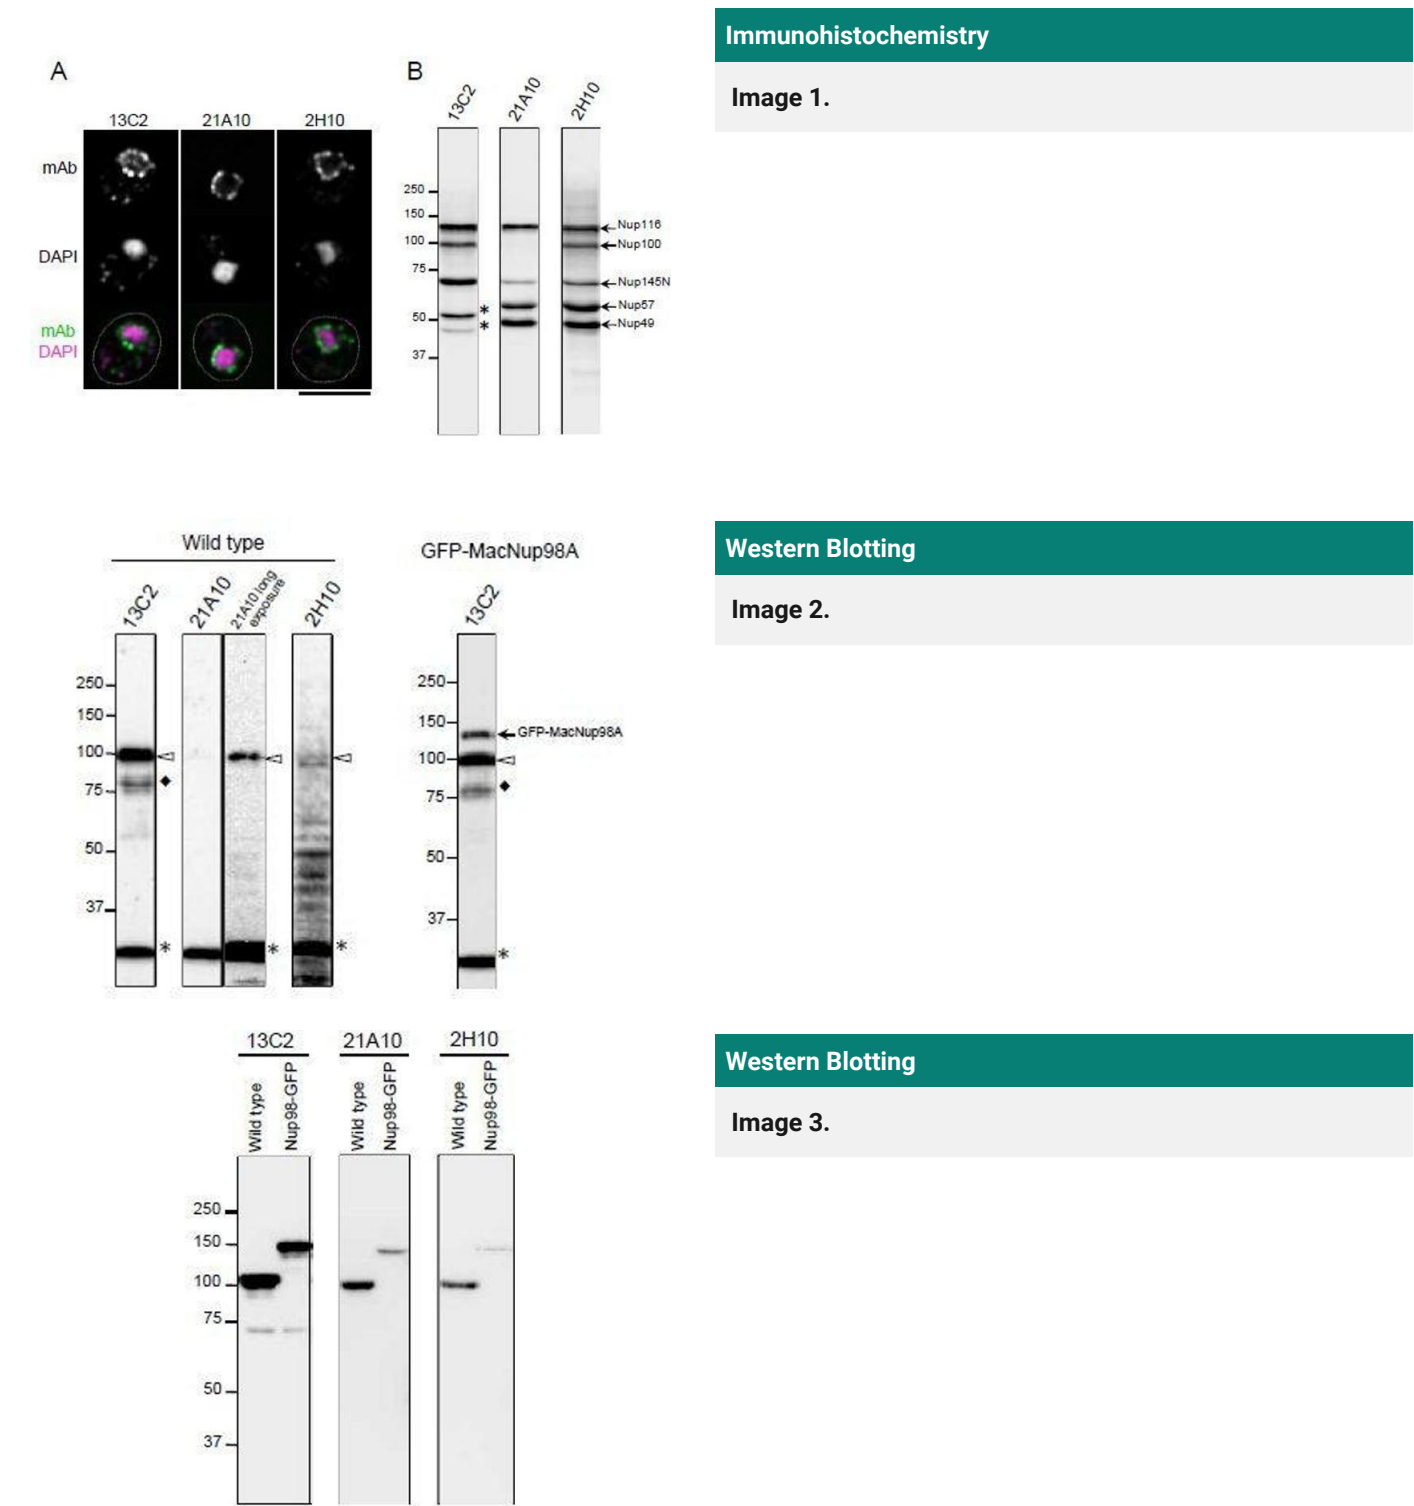 Immunohistochemistry
Image 1.
A
B
13C2
21A10
2H10
mAb
DAPI
mAb
DAPI
13C2
21A10
2H10
250
150
100
75
50
37
*
*
Nup116
Nup100
Nup145N
Nup57
Nup49
Western Blotting
Image 2.
Wild type
GFP-MacNup98A
13C2
21A10
21A10 long
exposure
2H10
13C2
250
150
100
75
50
37
*
*
*
250
150
100
75
50
37
GFP-MacNup98A
*
Western Blotting
Image 3.
13C2
21A10
2H10
Wild type
Nup98-GFP
Wild type
Nup98-GFP
Wild type
Nup98-GFP
250
150
100
75
50
37